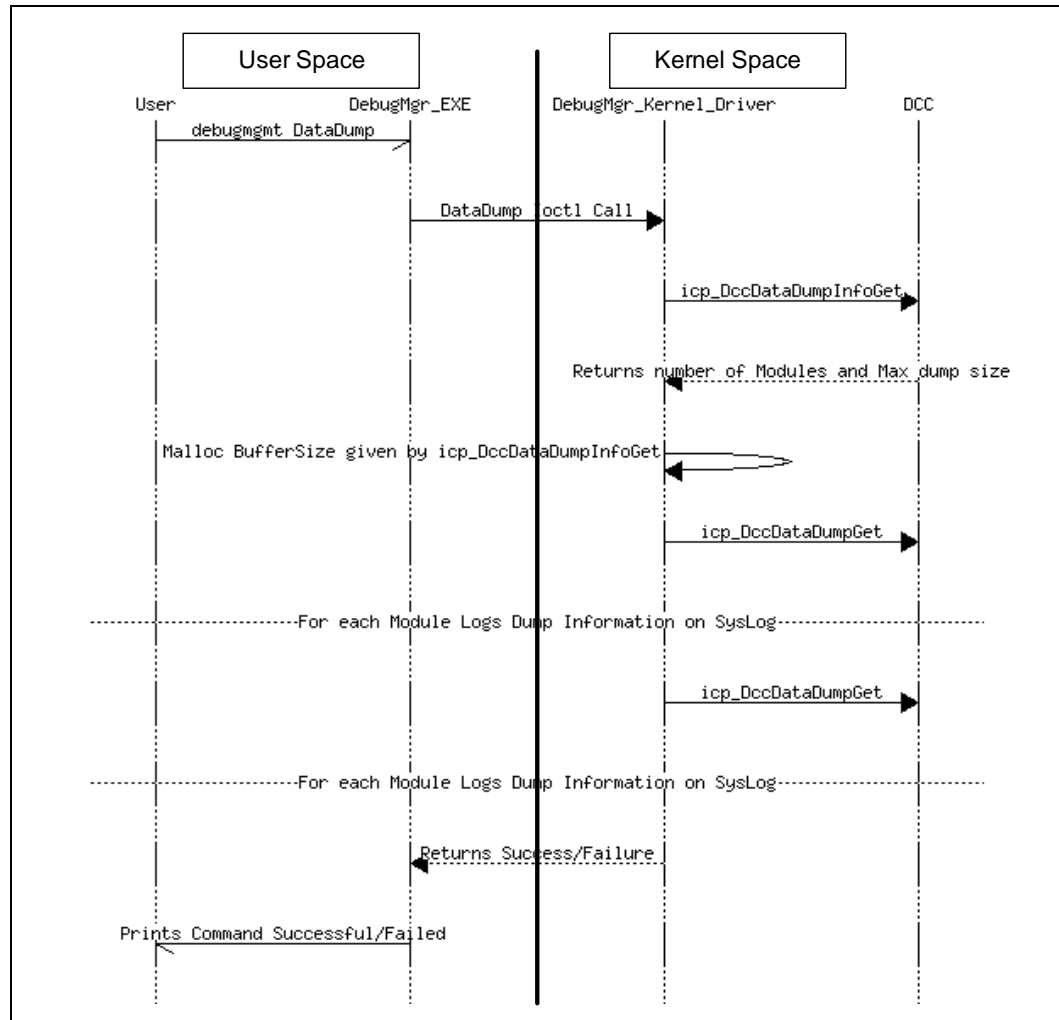 User Space
Kernel Space
User
DebugMgr_EXE
DebugMgr_Kernel_Driver
DCC
debugmgmt DataDump
DataDump Ioctl Call
icp_DccDataDumpInfoGet
Returns number of Modules and Max dump size
Malloc BufferSize given by icp_DccDataDumpInfoGet
icp_DccDataDumpGet
For each Module Logs Dump Information on SysLog
icp_DccDataDumpGet
For each Module Logs Dump Information on SysLog
Returns Success/Failure
Prints Command Successful/Failed